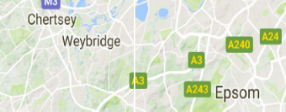 M3
Chertsey
A24
Weybridge
A240
A3
A3
A243
Epsom